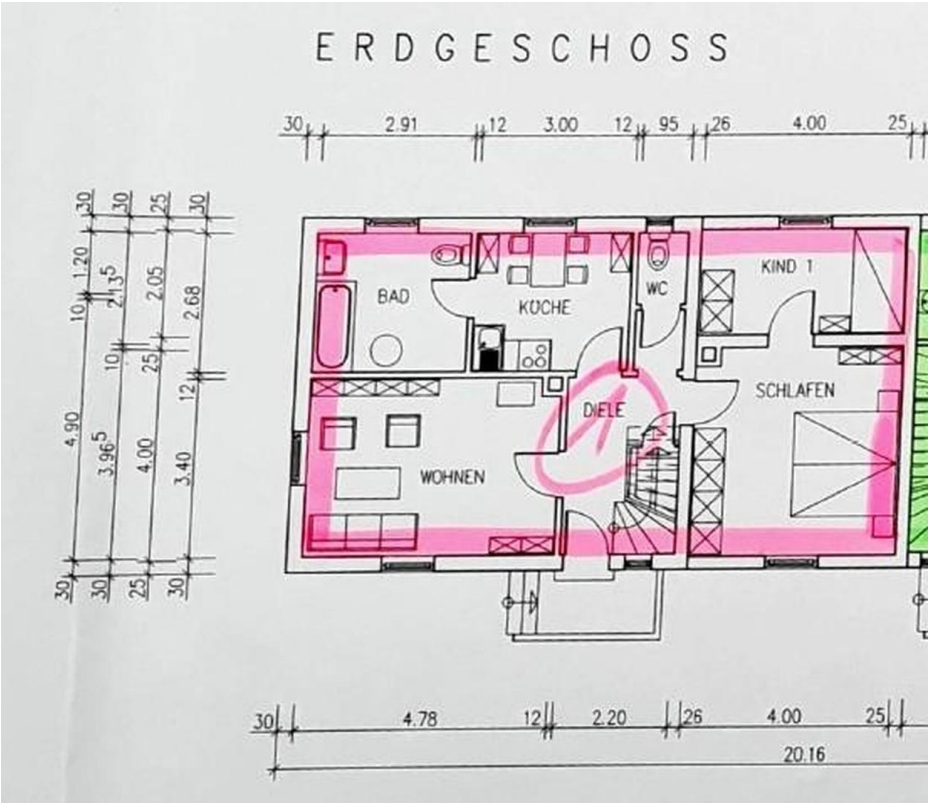 ERDGESCHOSS
30 2.91 12 3.00 12 95 26 4.00 25
30 30 25 30
1.20 2.13⁵ 2.05 2.68
10 10 25 12
4.90 3.96⁵ 4.00 3.40
30 30 25 30
BAD
KÜCHE
WC
KIND 1
DIELE
1
SCHLAFEN
WOHNEN
30 4.78 12 2.20 26 4.00 25
20.16